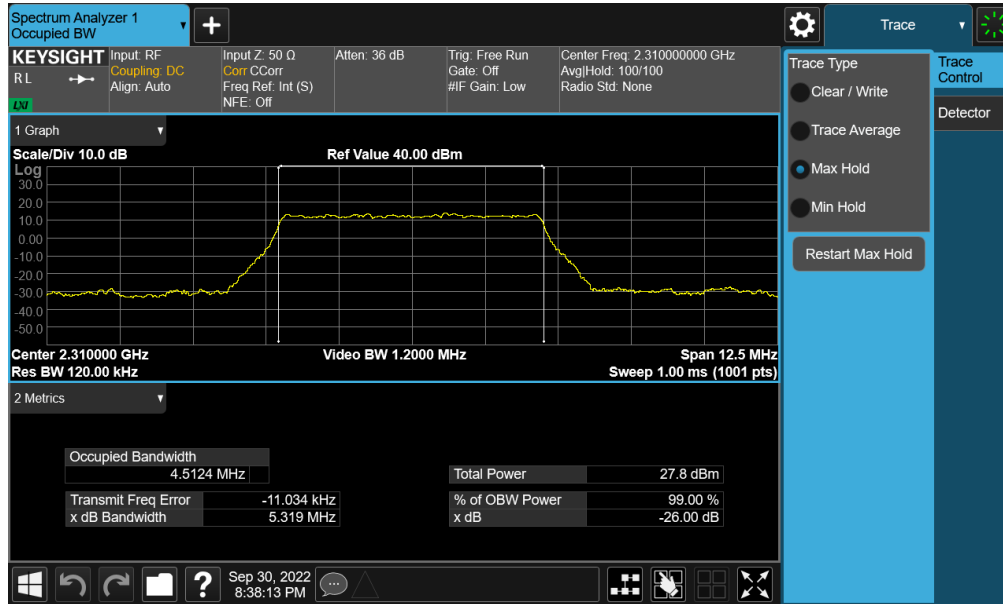 Spectrum Analyzer 1
Occupied BW
+
Trace
KEYSIGHT
R L
LXI
Input: RF
Coupling: DC
Align: Auto
Input Z: 50 Ω
Corr CCorr
Freq Ref: Int (S)
NFE: Off
Atten: 36 dB
Trig: Free Run
Gate: Off
#IF Gain: Low
Center Freq: 2.310000000 GHz
Avg|Hold: 100/100
Radio Std: None
1 Graph
Scale/Div 10.0 dB
Ref Value 40.00 dBm
Log
30.0
20.0
10.0
0.00
-10.0
-20.0
-30.0
-40.0
-50.0
Center 2.310000 GHz
Video BW 1.2000 MHz
Span 12.5 MHz
Res BW 120.00 kHz
Sweep 1.00 ms (1001 pts)
2 Metrics
Occupied Bandwidth
4.5124 MHz
Total Power 27.8 dBm
Transmit Freq Error -11.034 kHz
% of OBW Power 99.00 %
x dB Bandwidth 5.319 MHz
x dB -26.00 dB
?
Sep 30, 2022
8:38:13 PM
Trace Type
Clear / Write
Trace Average
Max Hold
Min Hold
Restart Max Hold
Trace
Control
Detector